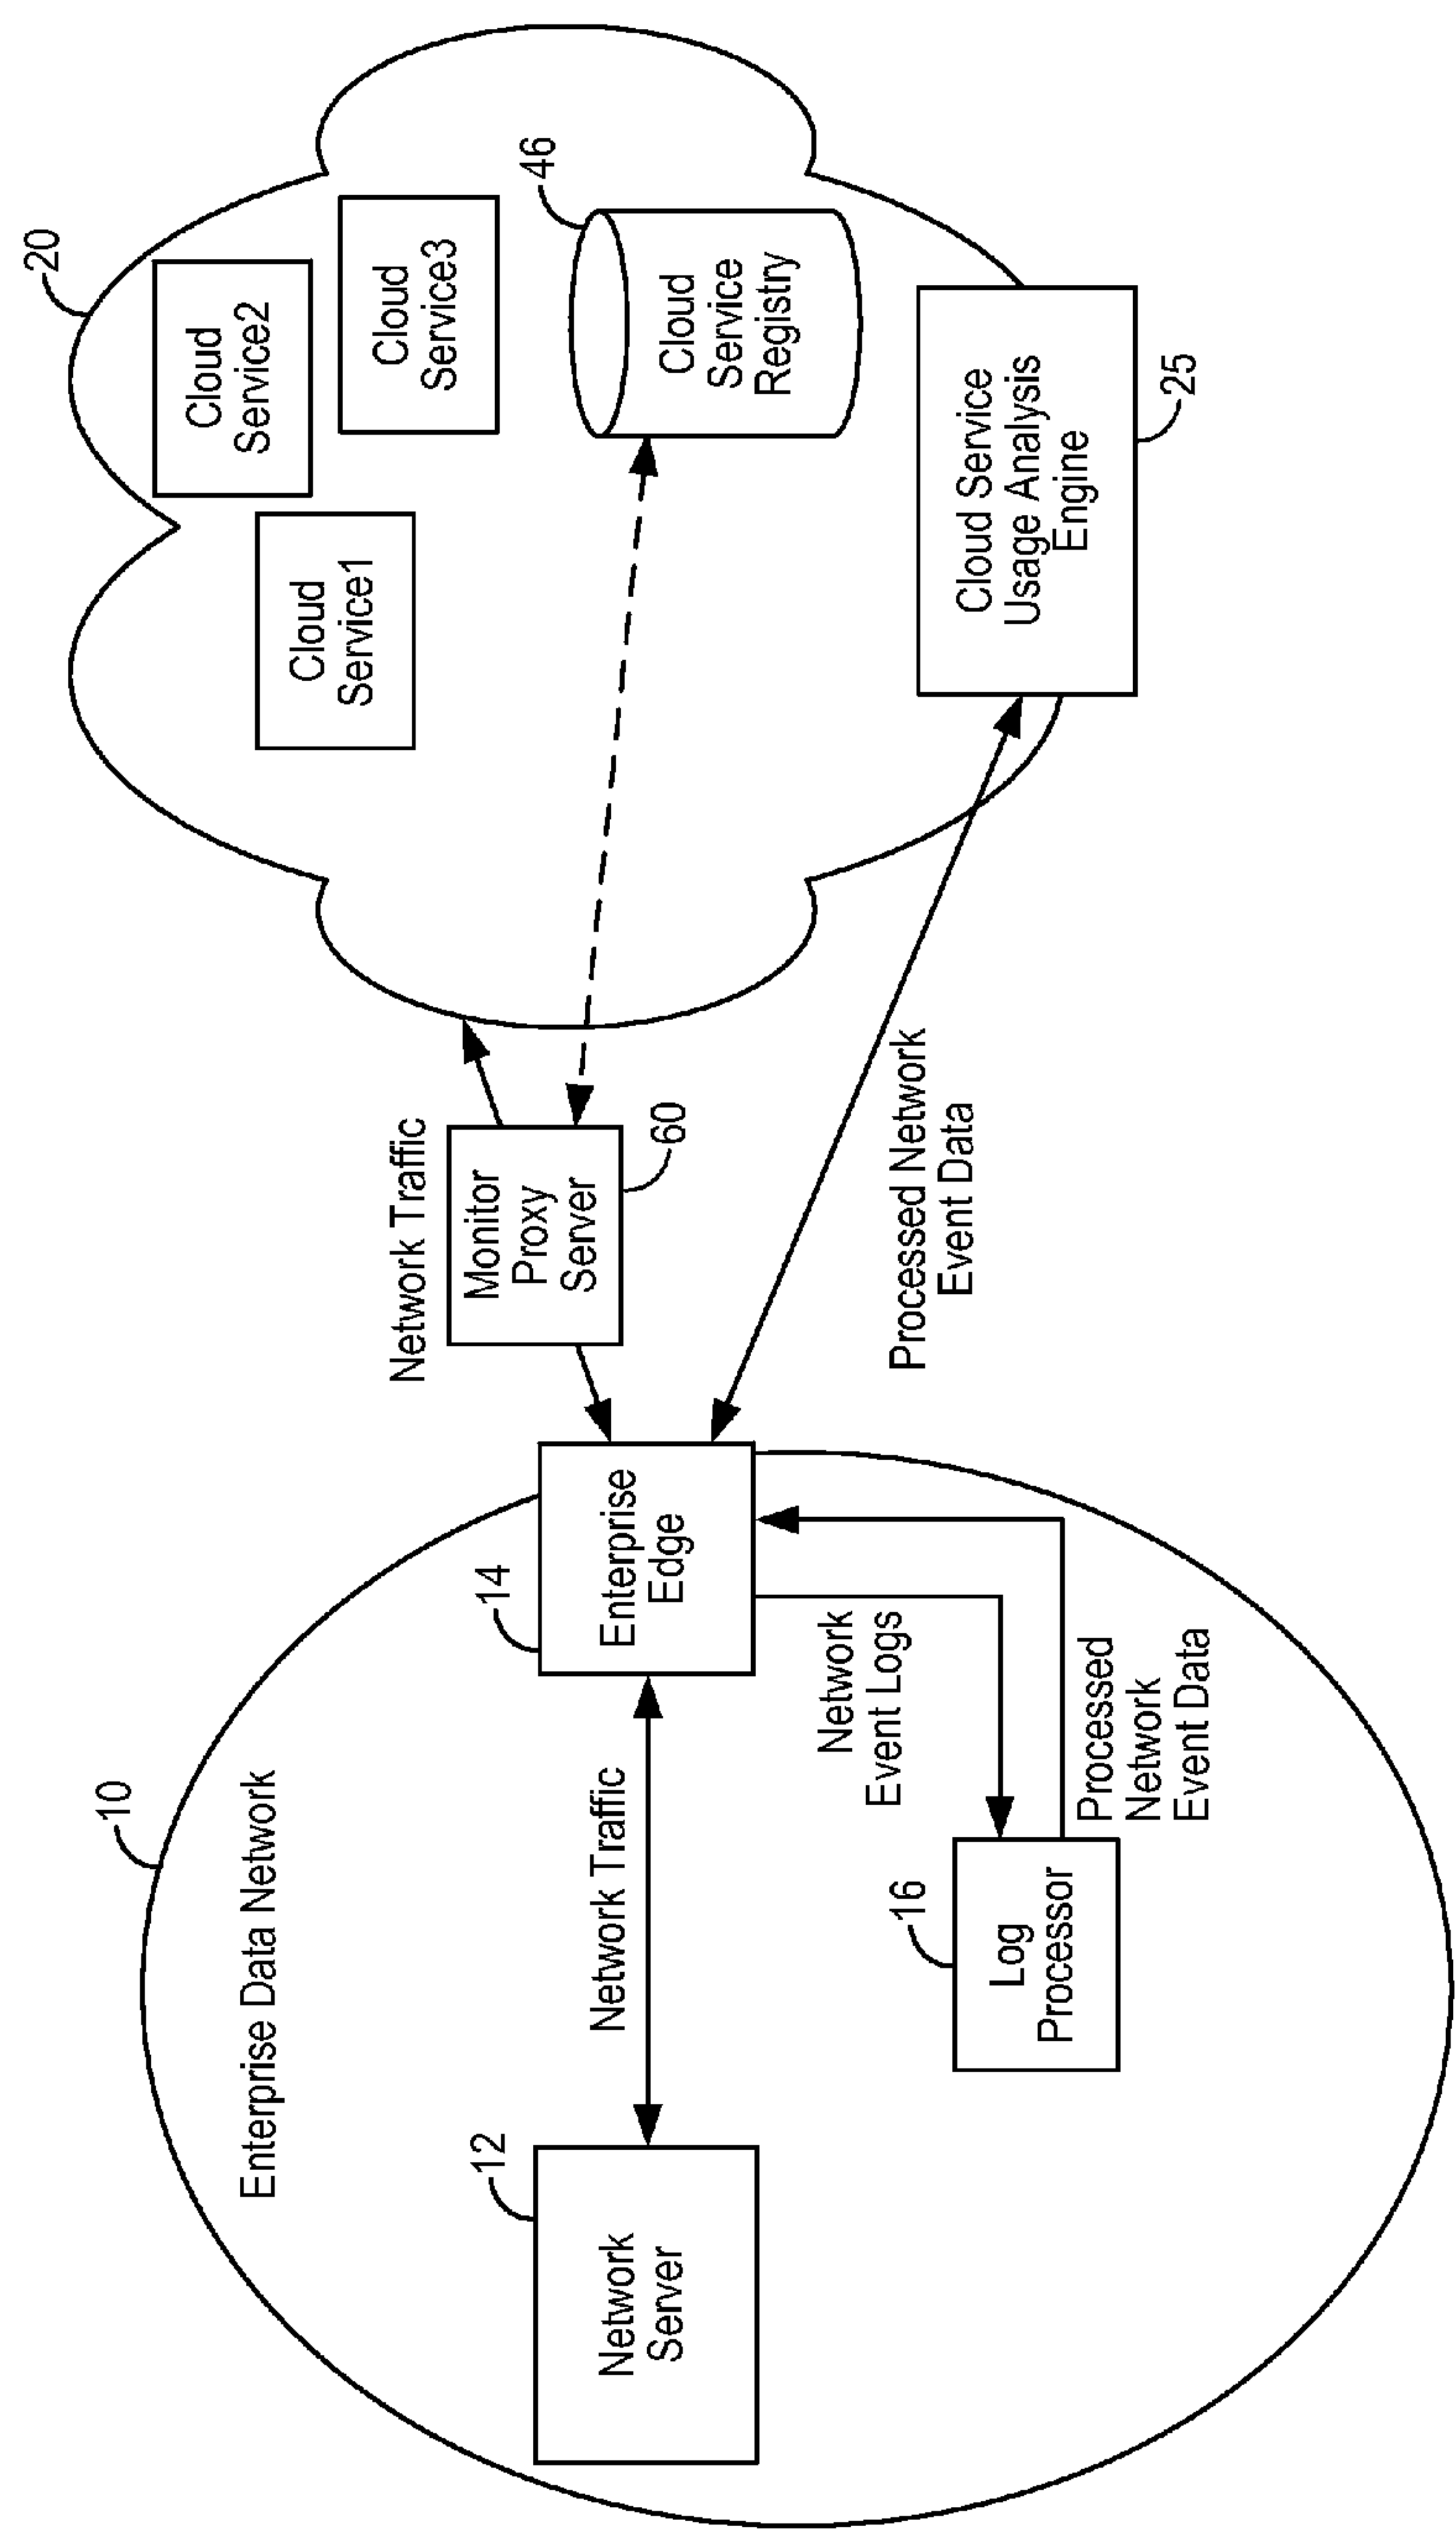 10
Enterprise Data Network
12
Network
Server
Network Traffic
14
Enterprise
Edge
Network
Event Logs
16
Log
Processor
Processed
Network
Event Data
Network Traffic
Monitor
Proxy
Server
60
Processed Network
Event Data
20
Cloud
Service1
Cloud
Service2
Cloud
Service3
46
Cloud
Service
Registry
Cloud Service
Usage Analysis
Engine
25